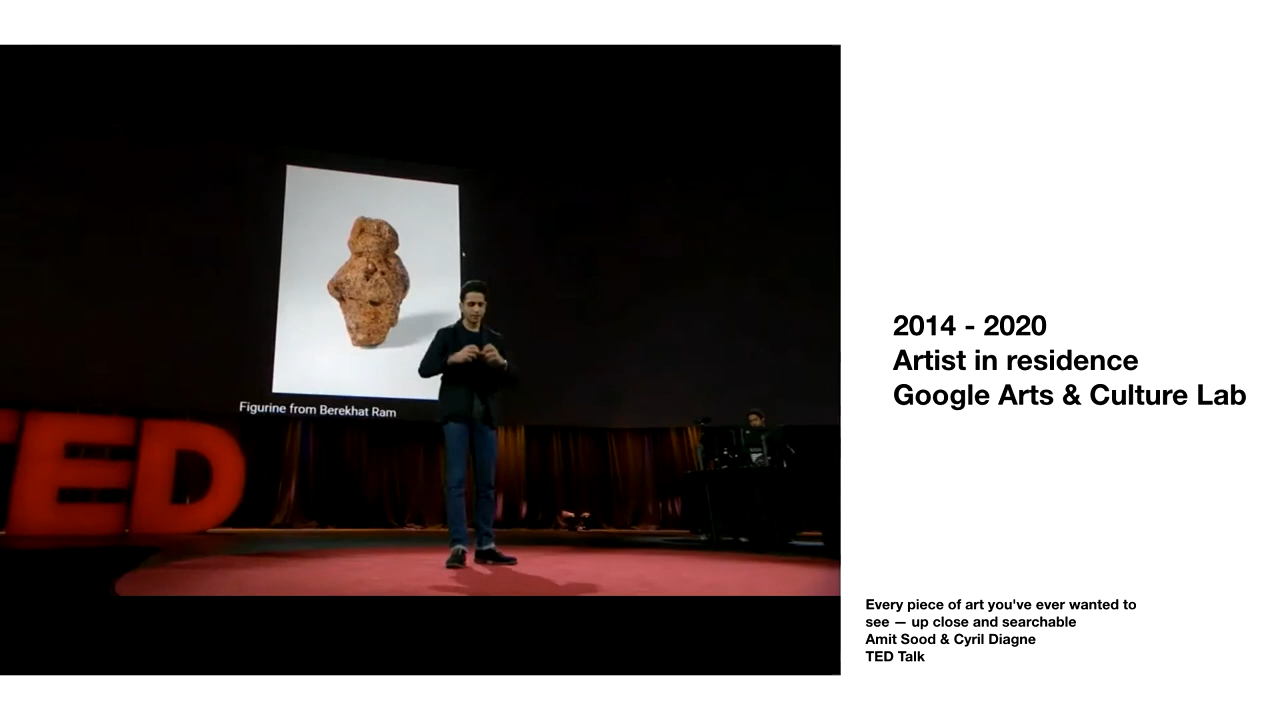 TED
Figurine from Berekhat Ram
2014 - 2020
Artist in residence
Google Arts & Culture Lab
Every piece of art you've ever wanted to
see — up close and searchable
Amit Sood & Cyril Diagne
TED Talk